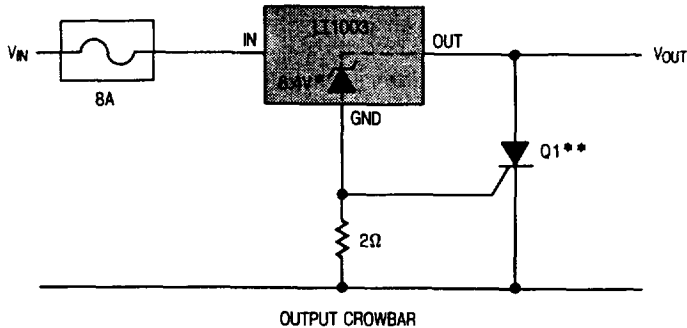 LT1003
IN
OUT
VIN
VOUT
8A
GND
Q1**
2Ω
OUTPUT CROWBAR